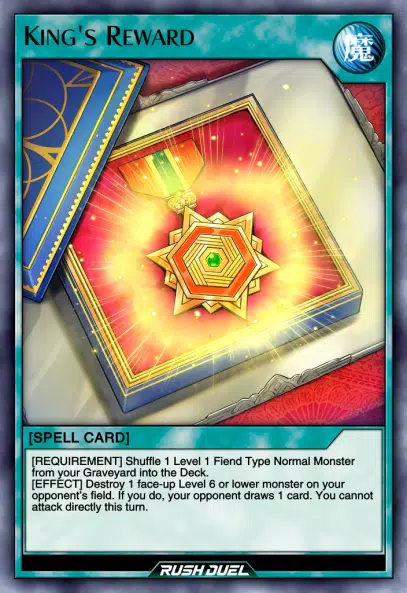 King's Reward
魔
[SPELL CARD]
[REQUIREMENT] Shuffle 1 Level 1 Fiend Type Normal Monster
from your Graveyard into the Deck.
[EFFECT] Destroy 1 face-up Level 6 or lower monster on your
opponent's field. If you do, your opponent draws 1 card. You cannot
attack directly this turn.
RUSH DUEL